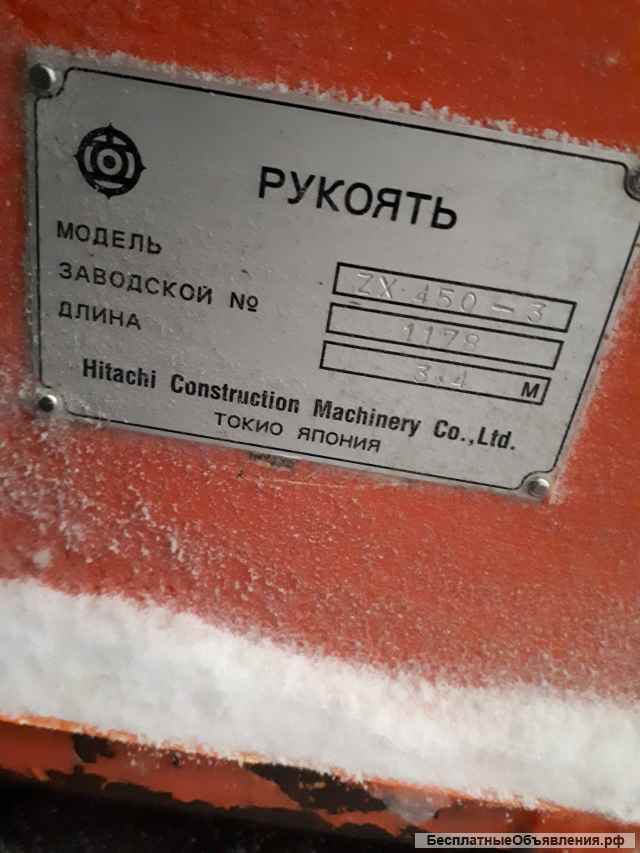 РУКОЯТЬ
МОДЕЛЬ ZX·450-3
ЗАВОДСКОЙ № 1178
ДЛИНА 3.4 М
Hitachi Construction Machinery Co.,Ltd.
ТОКИО ЯПОНИЯ
БесплатныеОбъявления.рф